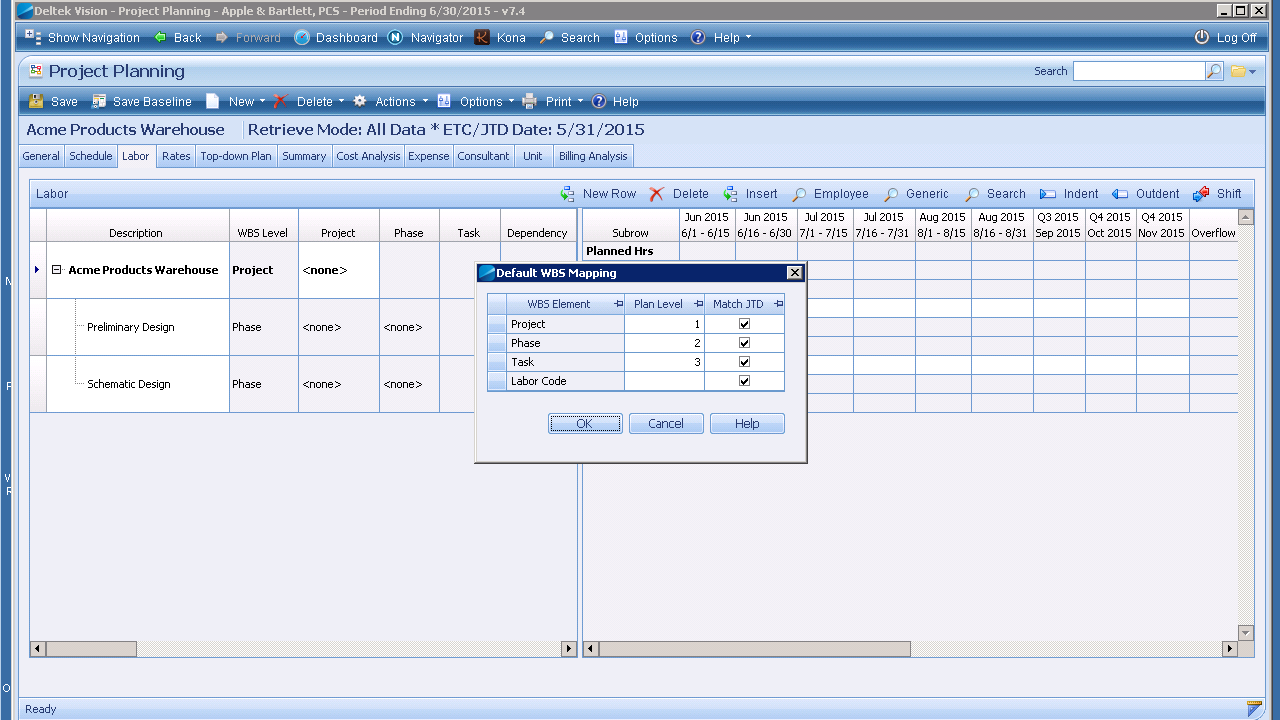 Deltek Vision - Project Planning - Apple & Bartlett, PCS - Period Ending 6/30/2015 - v7.4
Show Navigation Back Forward Dashboard Navigator Kona Search Options Help Log Off
Project Planning Search
Save Save Baseline New Delete Actions Options Print Help
Acme Products Warehouse Retrieve Mode: All Data * ETC/JTD Date: 5/31/2015
General Schedule Labor Rates Top-down Plan Summary Cost Analysis Expense Consultant Unit Billing Analysis
Labor New Row Delete Insert Employee Generic Search Indent Outdent Shift
Jun 2015 Jun 2015 Jul 2015 Jul 2015 Aug 2015 Aug 2015 Q3 2015 Q4 2015 Q4 2015
Description WBS Level Project Phase Task Dependency Subrow 6/1 - 6/15 6/16 - 6/30 7/1 - 7/15 7/16 - 7/31 8/1 - 8/15 8/16 - 8/31 Sep 2015 Oct 2015 Nov 2015 Overflow
Planned Hrs
Acme Products Warehouse Project <none>
Preliminary Design Phase <none> <none>
Schematic Design Phase <none> <none>
Default WBS Mapping
WBS Element Plan Level Match JTD
Project 1
Phase 2
Task 3
Labor Code
OK Cancel Help
Ready